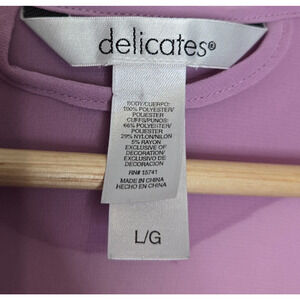 delicates®
BODY/CUERPO:
100% POLYESTER/
POLIESTER
CUFFS/PUNOS:
66% POLYESTER/
POLIESTER
29% NYLON/NILON
5% RAYON
EXCLUSIVE OF
DECORATION/
EXCLUSIVO DE
DECORACION
RN# 15741
MADE IN CHINA
HECHO EN CHINA
L/G